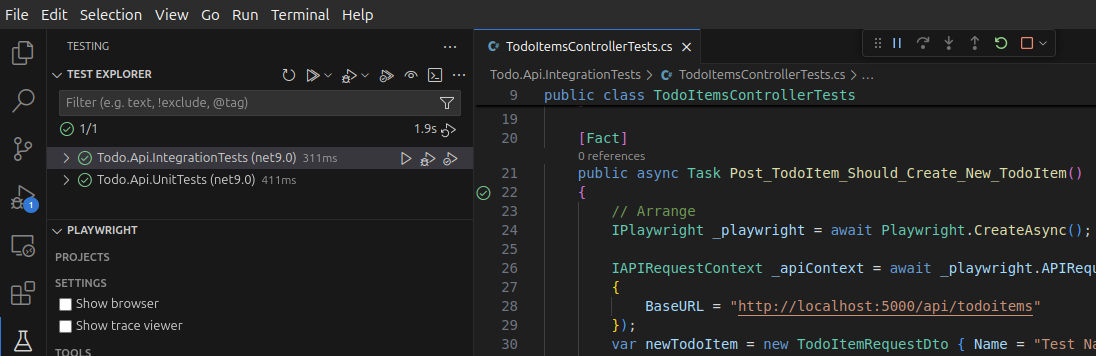 File Edit Selection View Go Run Terminal Help
TESTING
TEST EXPLORER
Filter (e.g. text, !exclude, @tag)
1/1 1.9s
Todo.Api.IntegrationTests (net9.0) 311ms
Todo.Api.UnitTests (net9.0) 411ms
1
PLAYWRIGHT
PROJECTS
SETTINGS
Show browser
Show trace viewer
TOOLS
TodoItemsControllerTests.cs
Todo.Api.IntegrationTests > TodoItemsControllerTests.cs > ...
9 public class TodoItemsControllerTests
19
20 [Fact]
0 references
21 public async Task Post_TodoItem_Should_Create_New_TodoItem()
22 {
23 // Arrange
24 IPlaywright _playwright = await Playwright.CreateAsync();
25
26 IAPIRequestContext _apiContext = await _playwright.APIRequ
27 {
28 BaseURL = "http://localhost:5000/api/todoitems"
29 });
30 var newTodoItem = new TodoItemRequestDto { Name = "Test Na